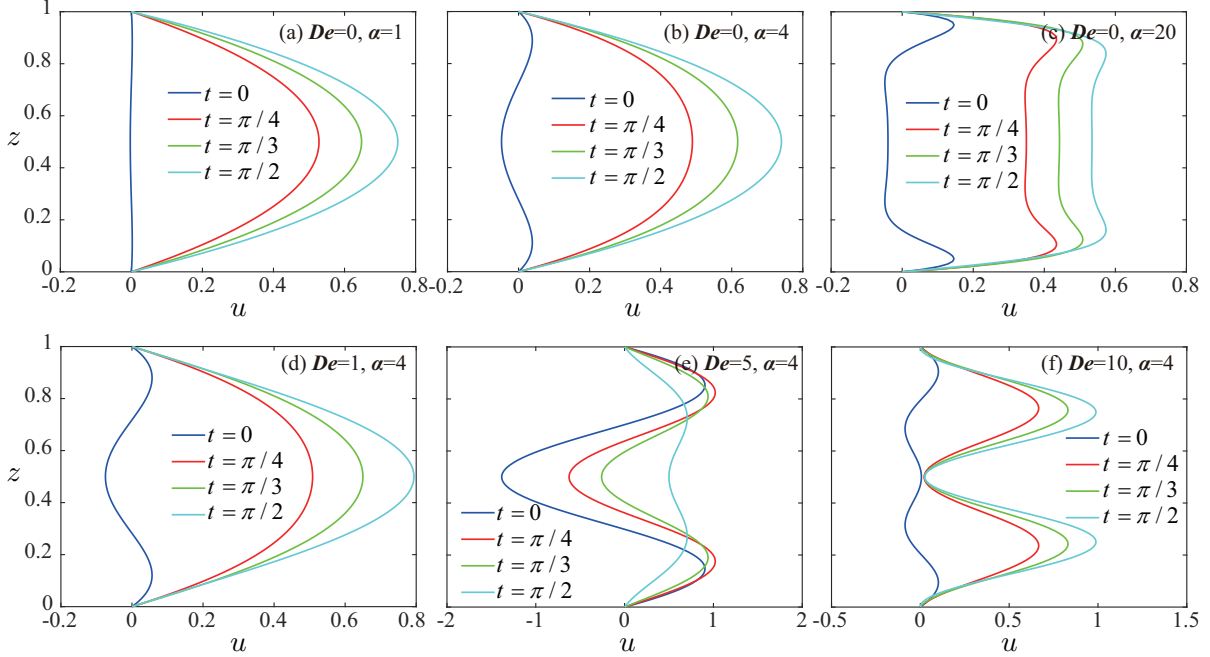 (a) De=0, α=1
z
1
0.8
0.6
0.4
0.2
0
t = 0
t = π / 4
t = π / 3
t = π / 2
-0.2 0 0.2 0.4 0.6 0.8
u
(b) De=0, α=4
t = 0
t = π / 4
t = π / 3
t = π / 2
-0.2 0 0.2 0.4 0.6 0.8
u
(c) De=0, α=20
t = 0
t = π / 4
t = π / 3
t = π / 2
-0.2 0 0.2 0.4 0.6 0.8
u
(d) De=1, α=4
z
1
0.8
0.6
0.4
0.2
0
t = 0
t = π / 4
t = π / 3
t = π / 2
-0.2 0 0.2 0.4 0.6 0.8
u
(e) De=5, α=4
t = 0
t = π / 4
t = π / 3
t = π / 2
-2 -1 0 1 2
u
(f) De=10, α=4
t = 0
t = π / 4
t = π / 3
t = π / 2
-0.5 0 0.5 1 1.5
u